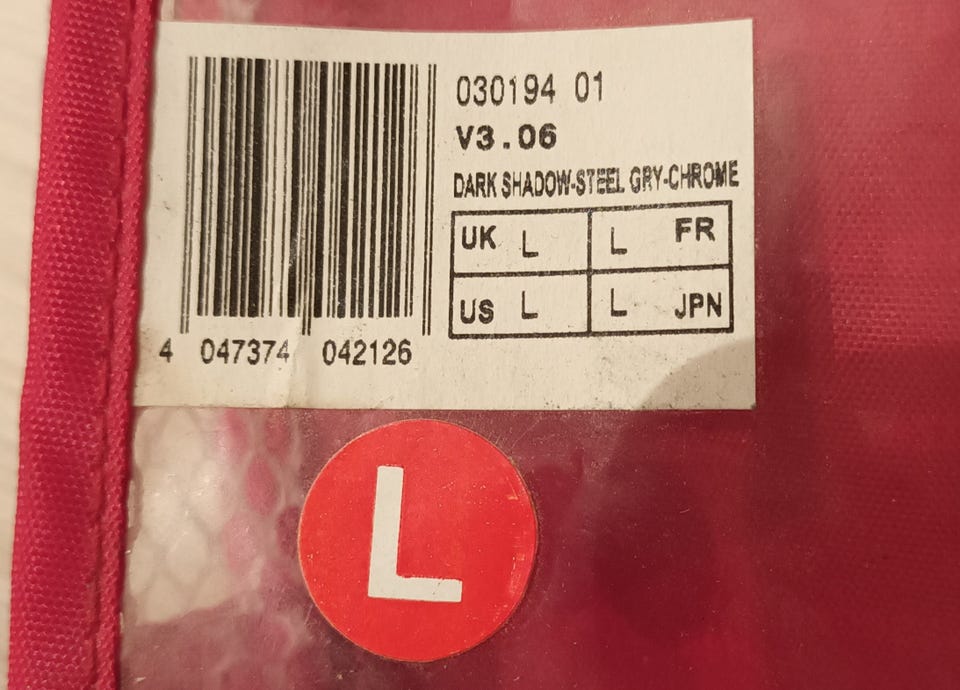 030194 01
V3.06
DARK SHADOW-STEEL GRY-CHROME
UK L L FR
US L L JPN
4 047374 042126
L